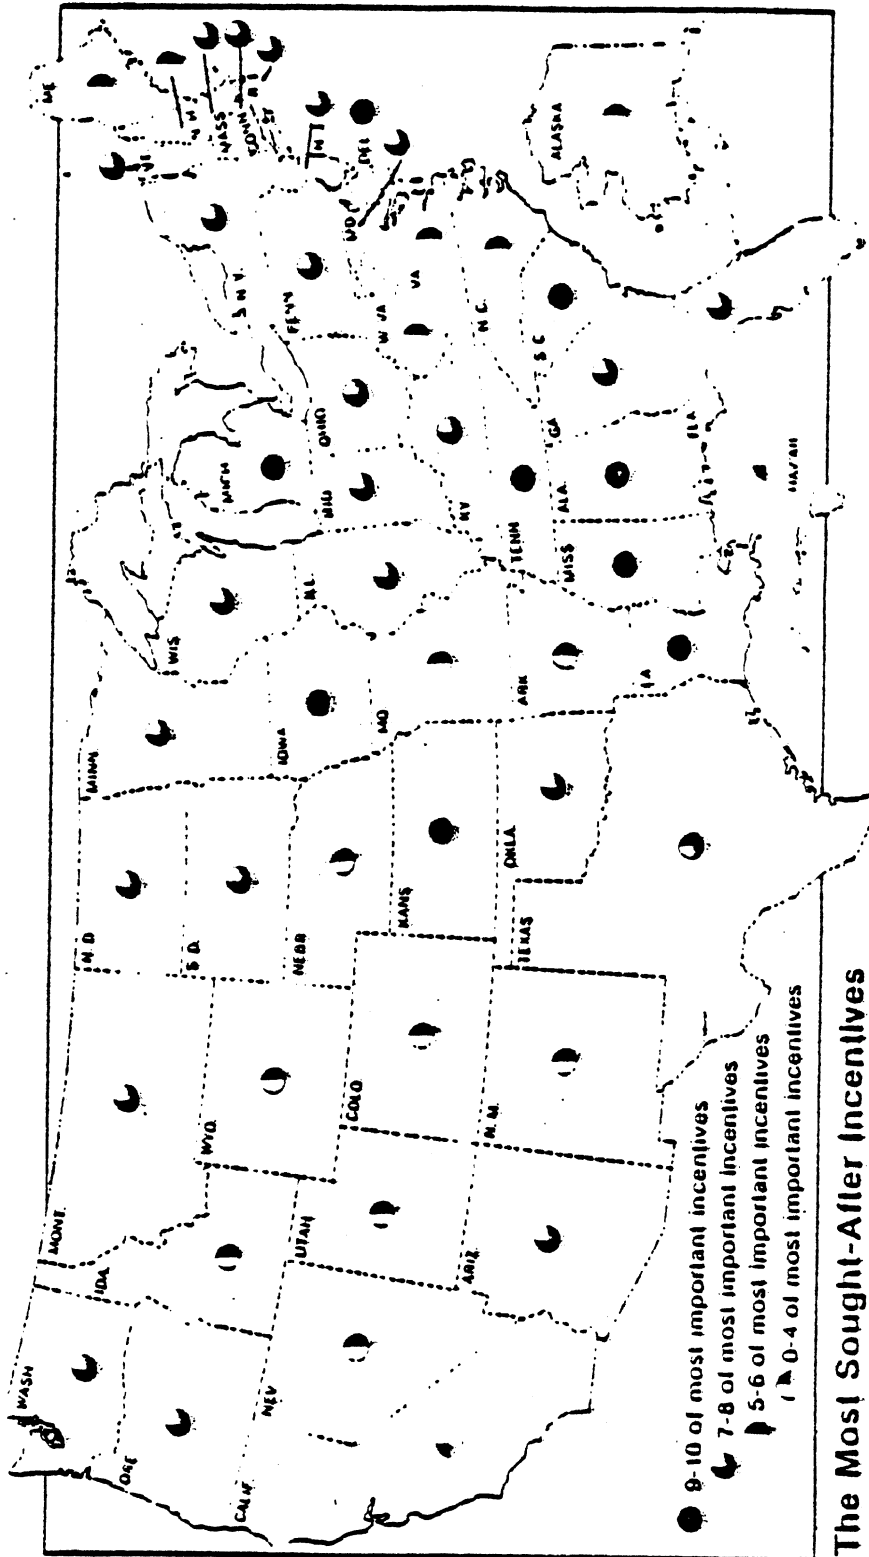 WASH
MONT.
N. D.
MINN
WIS
MICH
N.Y.
ME
MASS
CONN
R I
ORE
IDA.
WYO.
S D.
IOWA
ILL
OHIO
PENN
DEL
MD
NEV
UTAH
COLO.
NEBR
KANS
MO
KY
W VA
VA
CALIF
ARIZ.
N. M.
TEXAS
OKLA.
ARK
TENN
N.C.
S C
MISS
ALA.
GA
LA
FLA
ALASKA
HAWAII
9-10 of most important incentives
7-8 of most important incentives
5-6 of most important incentives
0-4 of most important incentives
The Most Sought-After Incentives